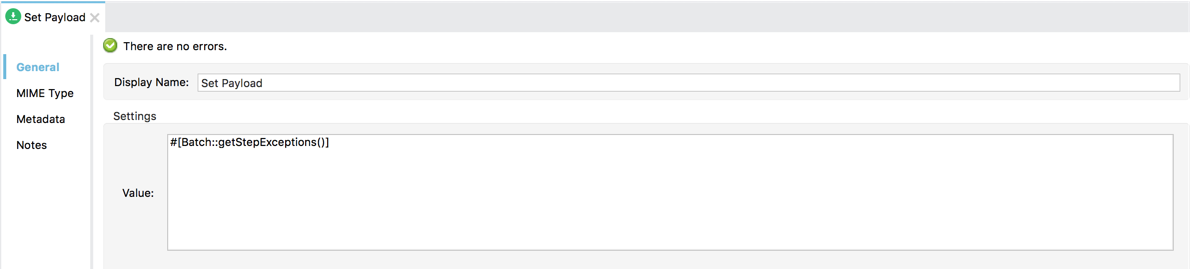 Set Payload
There are no errors.
General
Display Name: Set Payload
MIME Type
Metadata
Settings
Notes
#[Batch::getStepExceptions()]
Value: